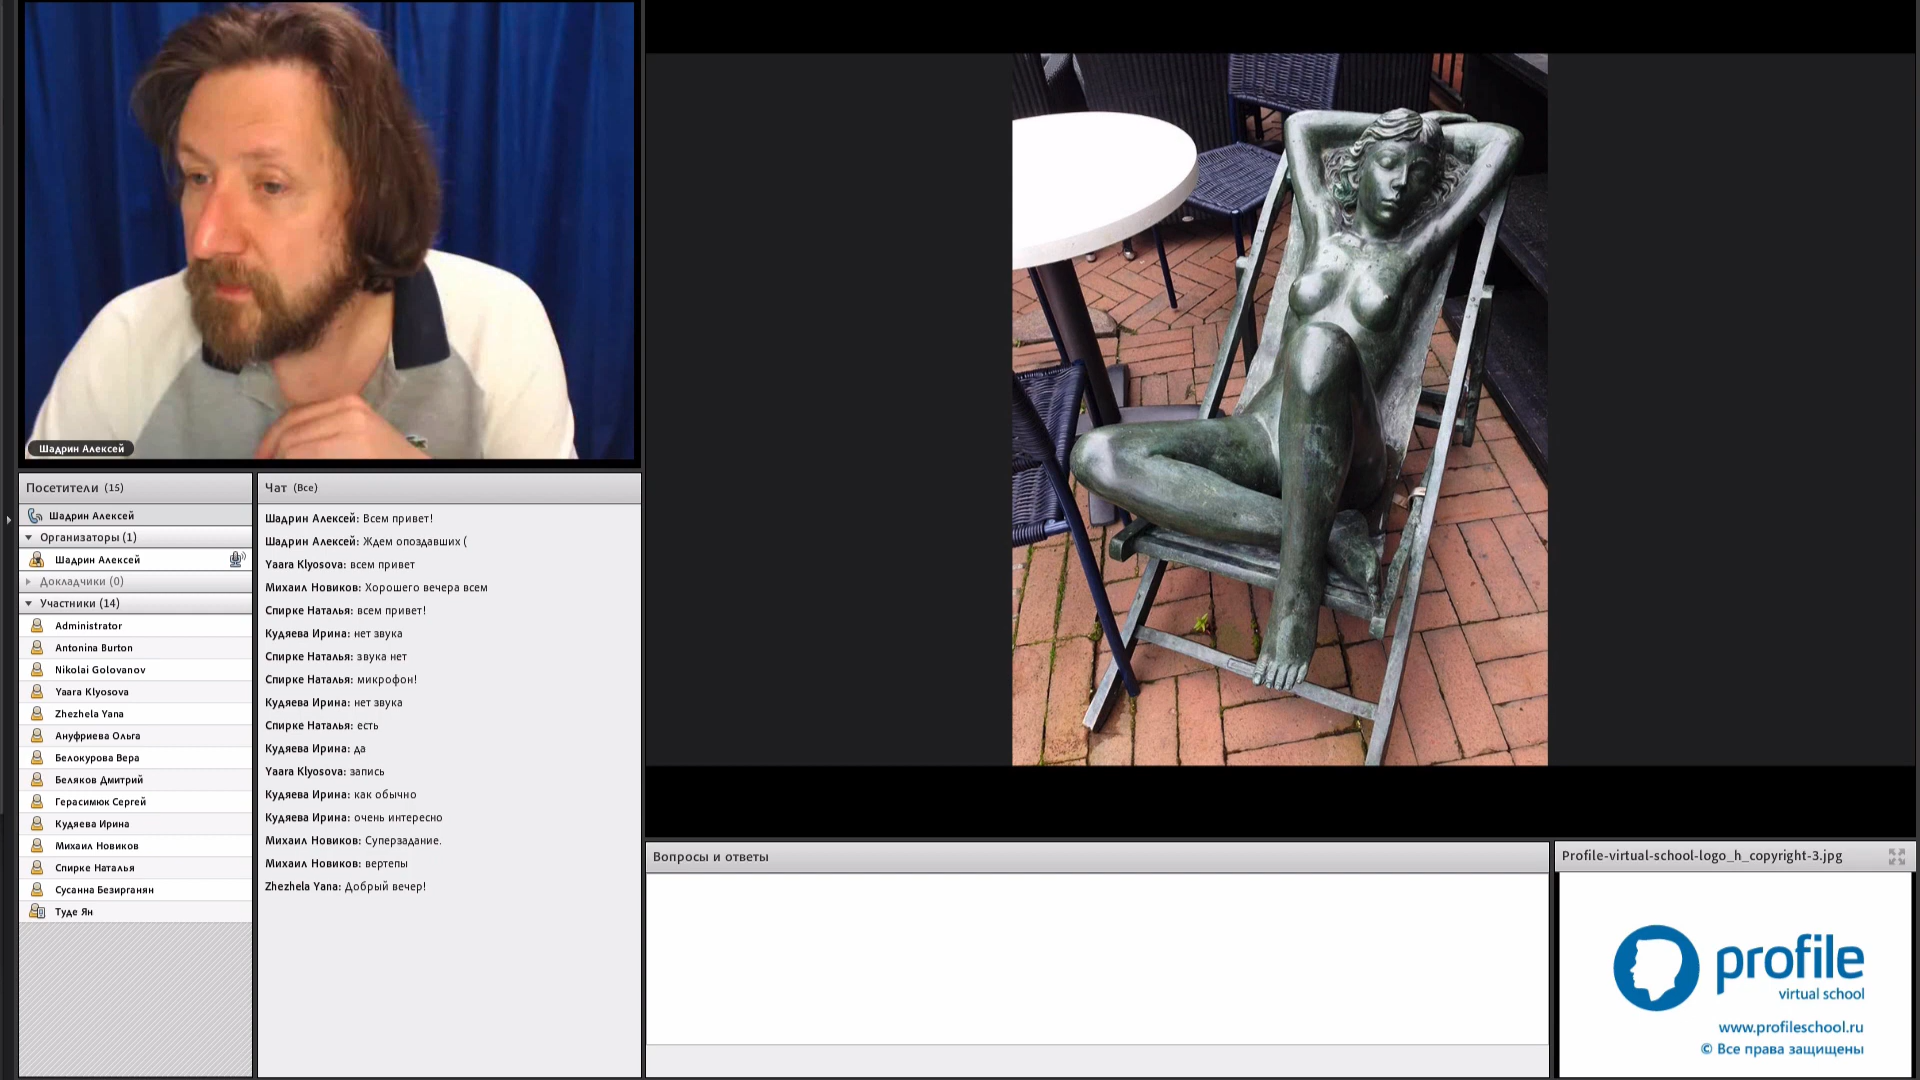 Шадрин Алексей
Посетители (15)
Шадрин Алексей
Организаторы (1)
Шадрин Алексей
Докладчики (0)
Участники (14)
Administrator
Antonina Burton
Nikolai Golovanov
Yaara Klyosova
Zhezhela Yana
Ануфриева Ольга
Белокурова Вера
Беляков Дмитрий
Герасимюк Сергей
Кудяева Ирина
Михаил Новиков
Спирке Наталья
Сусанна Безирганян
Туде Ян
Чат (Все)
Шадрин Алексей: Всем привет!
Шадрин Алексей: Ждем опоздавших (
Yaara Klyosova: всем привет
Михаил Новиков: Хорошего вечера всем
Спирке Наталья: всем привет!
Кудяева Ирина: нет звука
Спирке Наталья: звука нет
Спирке Наталья: микрофон!
Кудяева Ирина: нет звука
Спирке Наталья: есть
Кудяева Ирина: да
Yaara Klyosova: запись
Кудяева Ирина: как обычно
Кудяева Ирина: очень интересно
Михаил Новиков: Суперзадание.
Михаил Новиков: вертепы
Zhezhela Yana: Добрый вечер!
Вопросы и ответы
Profile-virtual-school-logo_h_copyright-3.jpg
profile
virtual school
www.profileschool.ru
© Все права защищены